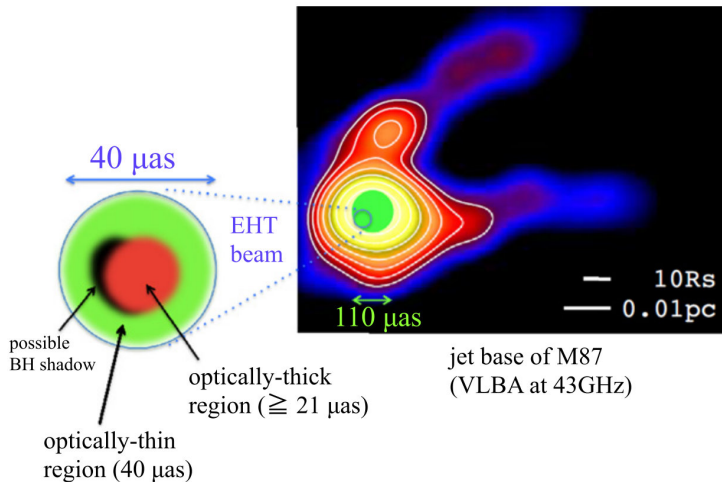 40 μas
EHT
beam
possible
BH shadow
optically-thick
region (≧ 21 μas)
optically-thin
region (40 μas)
110 μas
10Rs
0.01pc
jet base of M87
(VLBA at 43GHz)